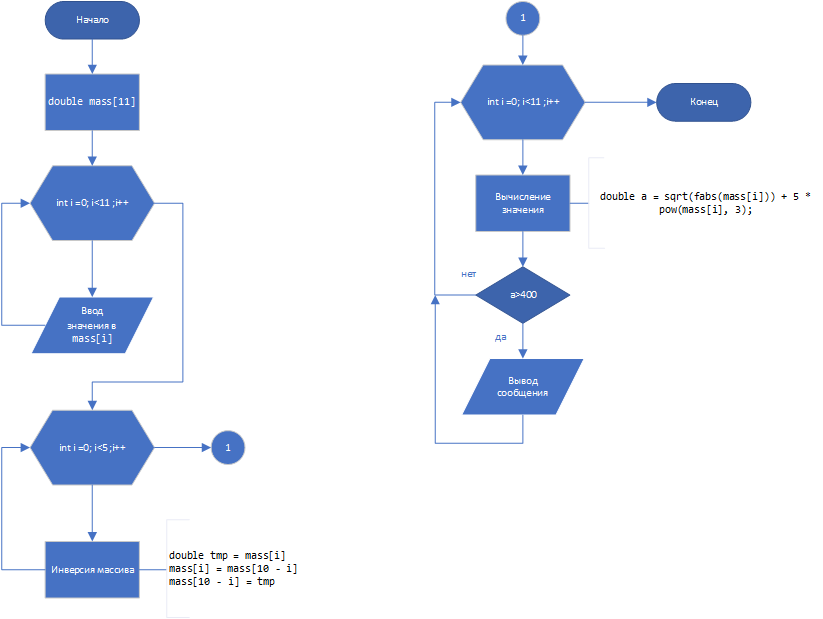 Начало
double mass[11]
int i =0; i<11 ;i++
Ввод
значения в
mass[i]
int i =0; i<5 ;i++
1
Инверсия массива
double tmp = mass[i]
mass[i] = mass[10 - i]
mass[10 - i] = tmp
1
int i =0; i<11 ;i++
Конец
Вычисление
значения
double a = sqrt(fabs(mass[i])) + 5 *
pow(mass[i], 3);
нет
a>400
да
Вывод
сообщения